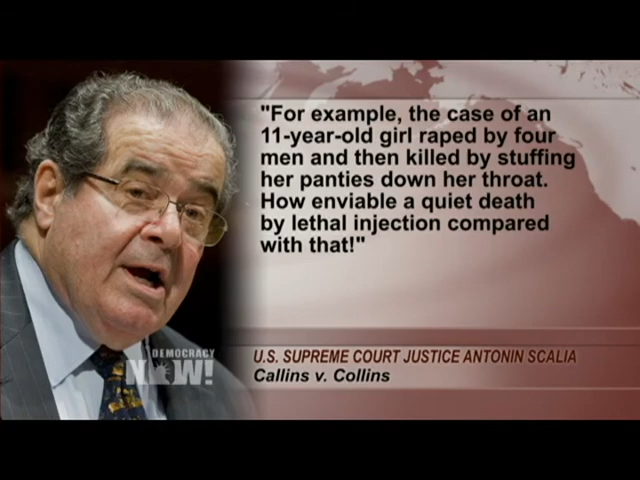 "For example, the case of an
11-year-old girl raped by four
men and then killed by stuffing
her panties down her throat.
How enviable a quiet death
by lethal injection compared
with that!"
U.S. SUPREME COURT JUSTICE ANTONIN SCALIA
Callins v. Collins
DEMOCRACY
NOW!